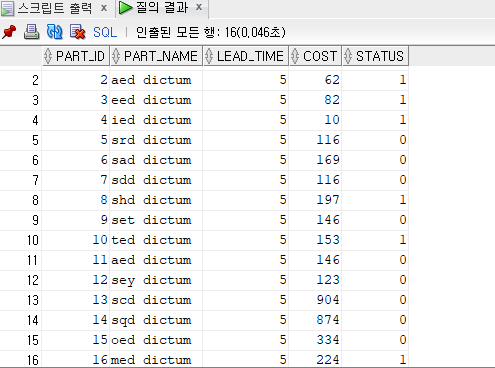 스크립트 출력 x 질의 결과 x
SQL | 인출된 모든 행: 16(0,046초)
PART_ID PART_NAME LEAD_TIME COST STATUS
2 2 aed dictum 5 62 1
3 3 eed dictum 5 82 1
4 4 ied dictum 5 10 1
5 5 srd dictum 5 116 0
6 6 sad dictum 5 169 0
7 7 sdd dictum 5 116 0
8 8 shd dictum 5 197 1
9 9 set dictum 5 146 0
10 10 ted dictum 5 153 1
11 11 aed dictum 5 146 0
12 12 sey dictum 5 123 0
13 13 scd dictum 5 904 0
14 14 sqd dictum 5 874 0
15 15 oed dictum 5 334 0
16 16 med dictum 5 224 1